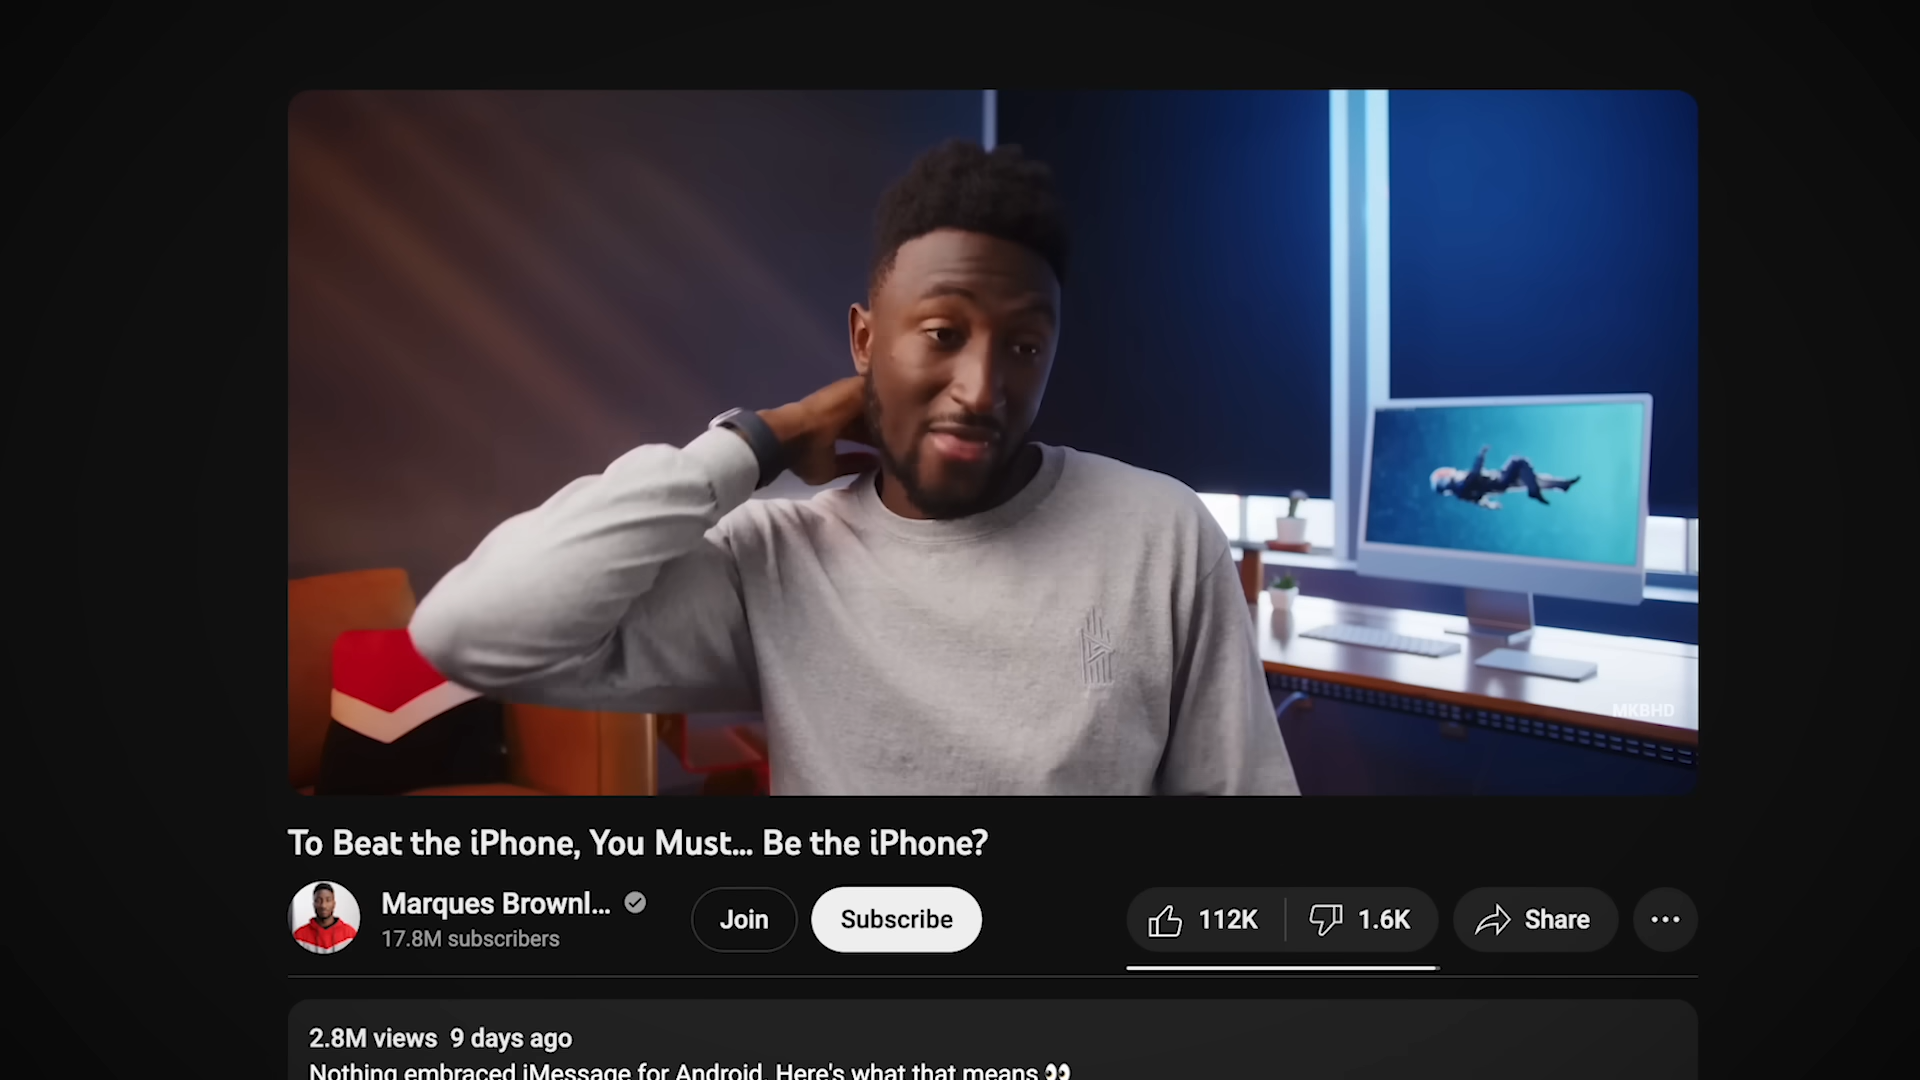 MKBHD
To Beat the iPhone, You Must... Be the iPhone?
Marques Brownl...
17.8M subscribers
Join
Subscribe
112K
1.6K
Share
2.8M views 9 days ago
Nothing embraced iMessage for Android. Here's what that means 👀